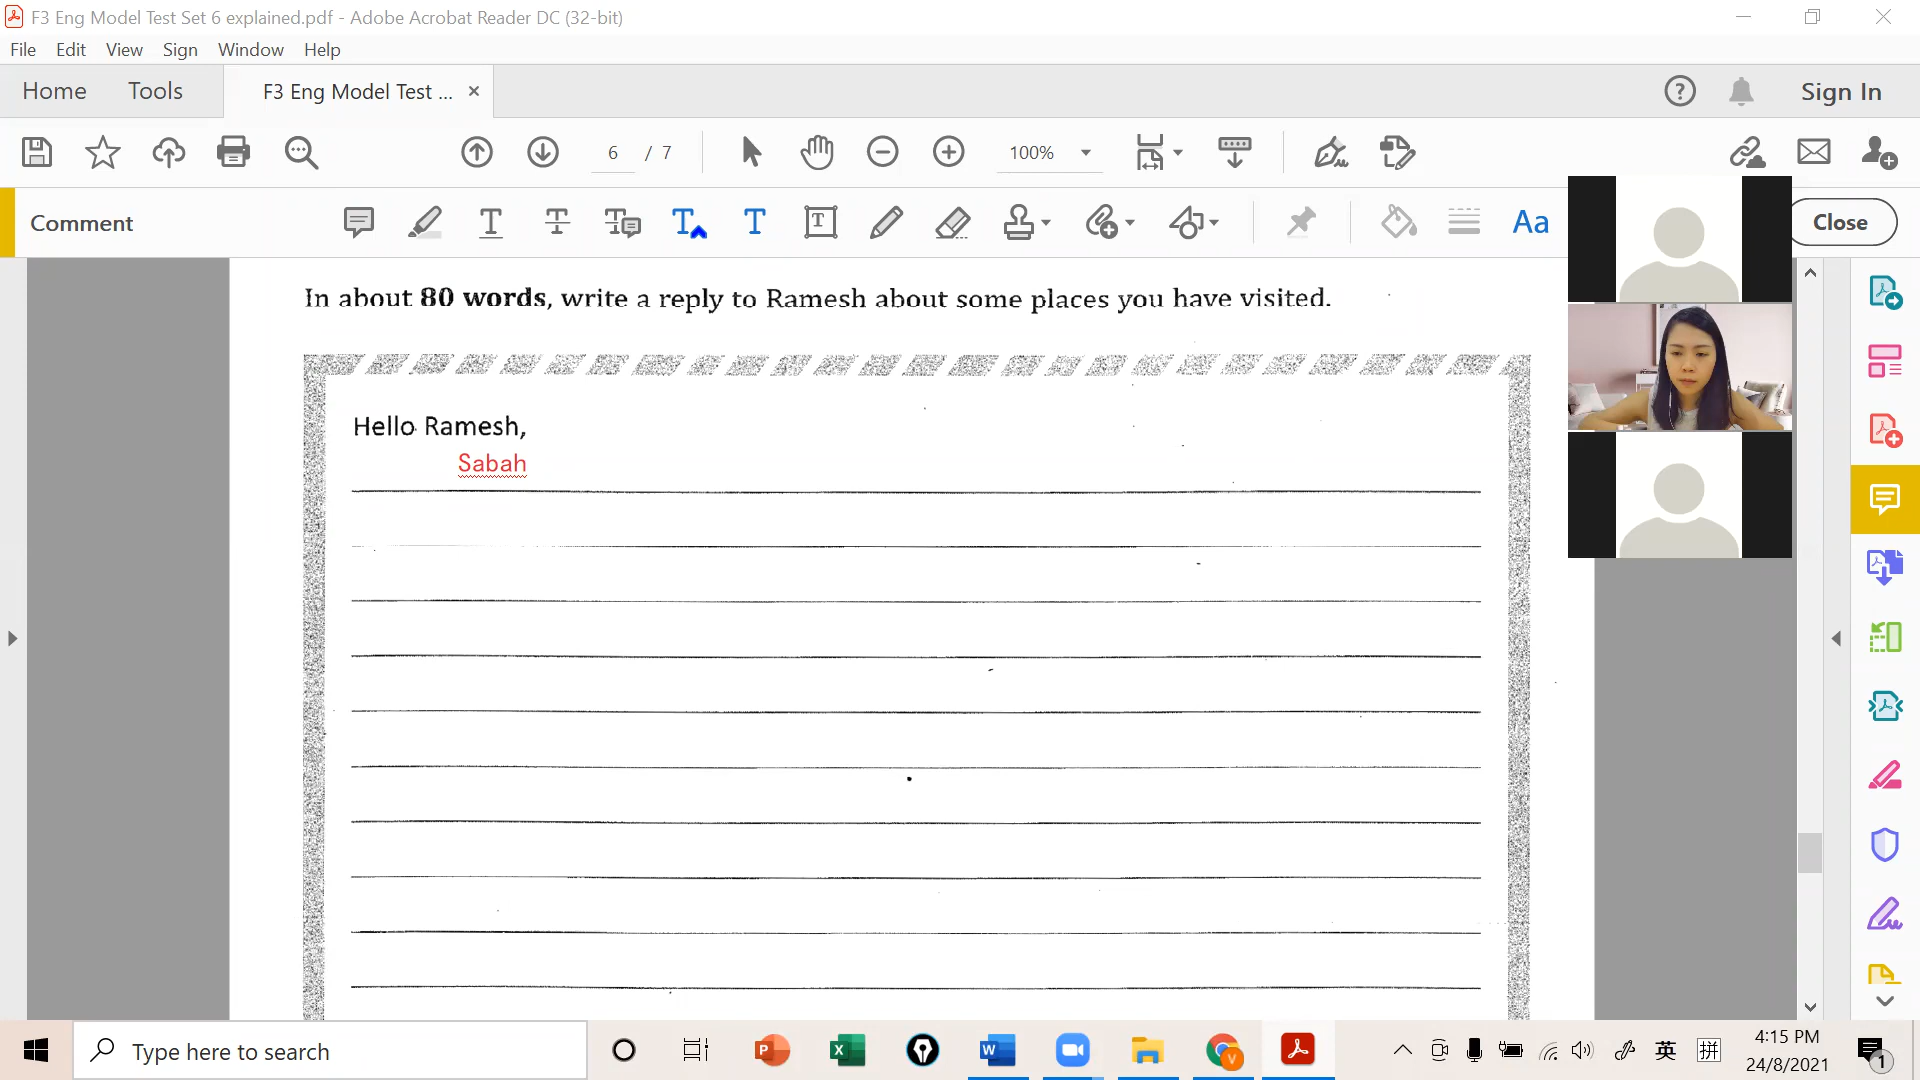 F3 Eng Model Test Set 6 explained.pdf - Adobe Acrobat Reader DC (32-bit)
File Edit View Sign Window Help
Home Tools F3 Eng Model Test ... × Sign In
6 / 7 100%
Comment Aa Close
In about 80 words, write a reply to Ramesh about some places you have visited.
Hello Ramesh,
Sabah
Type here to search
英 拼 4:15 PM
24/8/2021 1